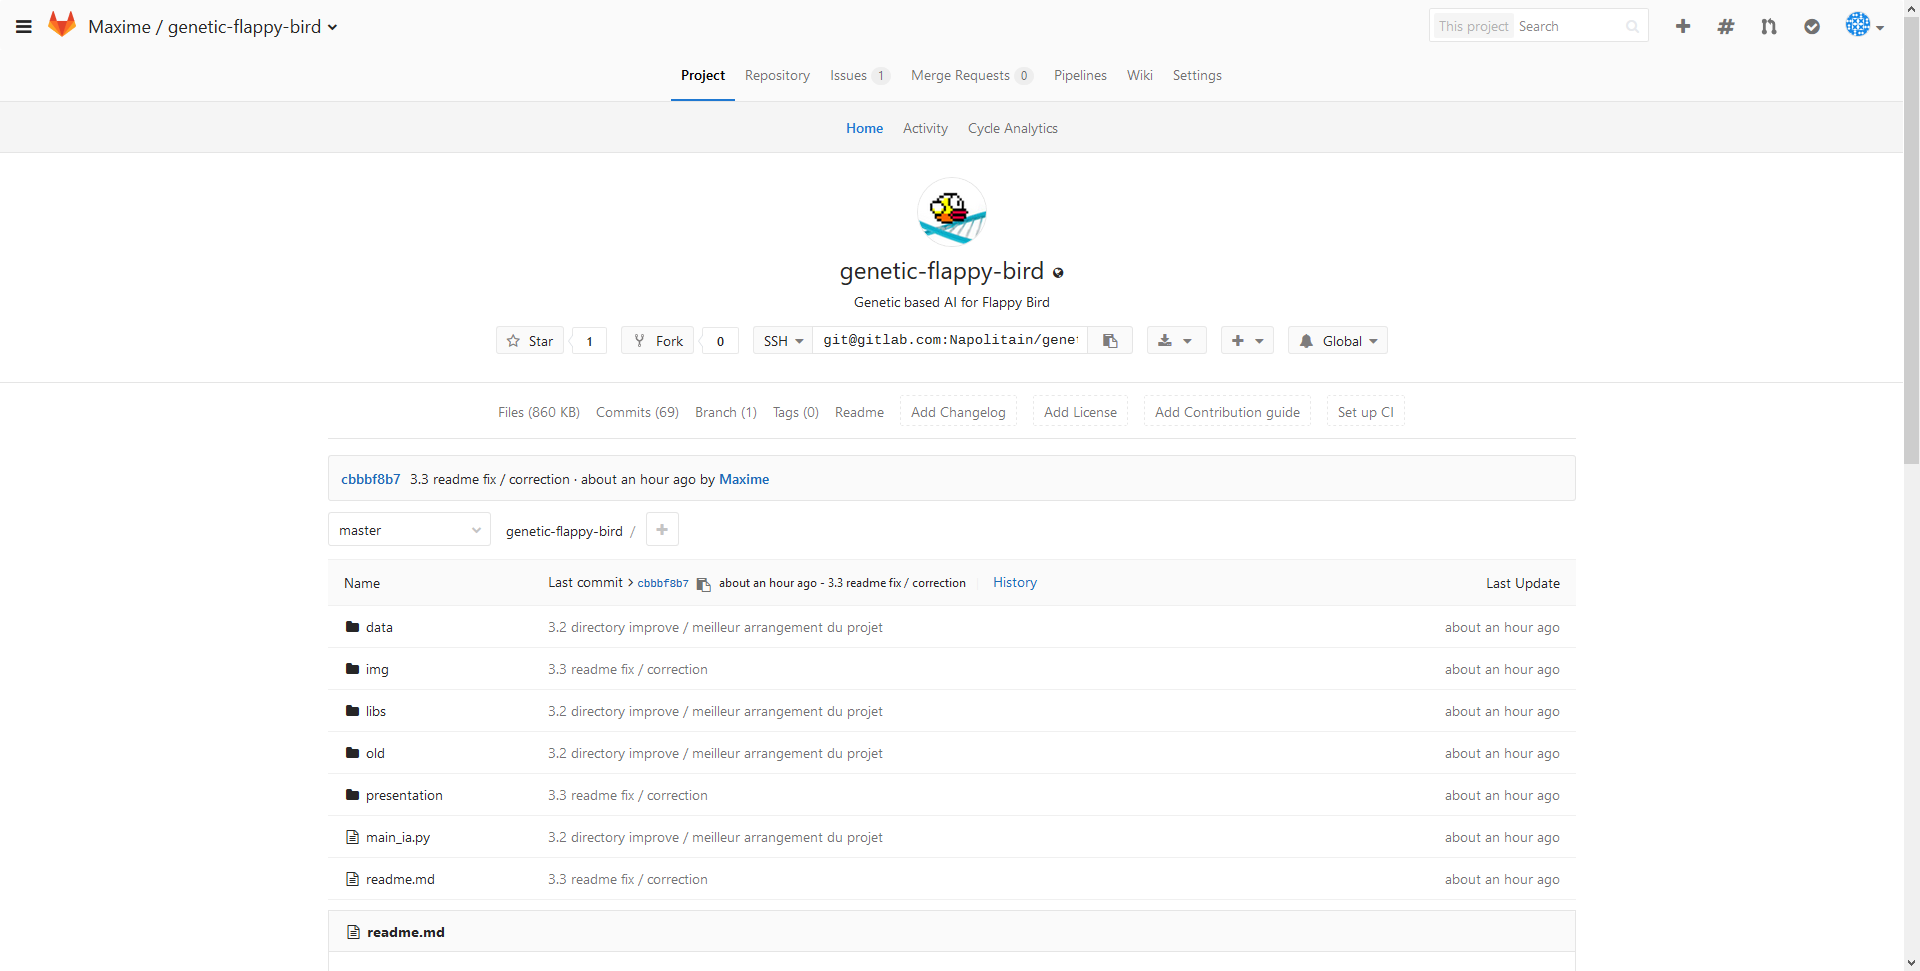 Maxime / genetic-flappy-bird
This project Search
Project Repository Issues 1 Merge Requests 0 Pipelines Wiki Settings
Home Activity Cycle Analytics
genetic-flappy-bird
Genetic based AI for Flappy Bird
Star 1 Fork 0 SSH git@gitlab.com:Napolitain/gene Global
Files (860 KB) Commits (69) Branch (1) Tags (0) Readme Add Changelog Add License Add Contribution guide Set up CI
cbbbf8b7 3.3 readme fix / correction · about an hour ago by Maxime
master genetic-flappy-bird /
Name Last commit cbbbf8b7 about an hour ago - 3.3 readme fix / correction History Last Update
data 3.2 directory improve / meilleur arrangement du projet about an hour ago
img 3.3 readme fix / correction about an hour ago
libs 3.2 directory improve / meilleur arrangement du projet about an hour ago
old 3.2 directory improve / meilleur arrangement du projet about an hour ago
presentation 3.3 readme fix / correction about an hour ago
main_ia.py 3.2 directory improve / meilleur arrangement du projet about an hour ago
readme.md 3.3 readme fix / correction about an hour ago
readme.md